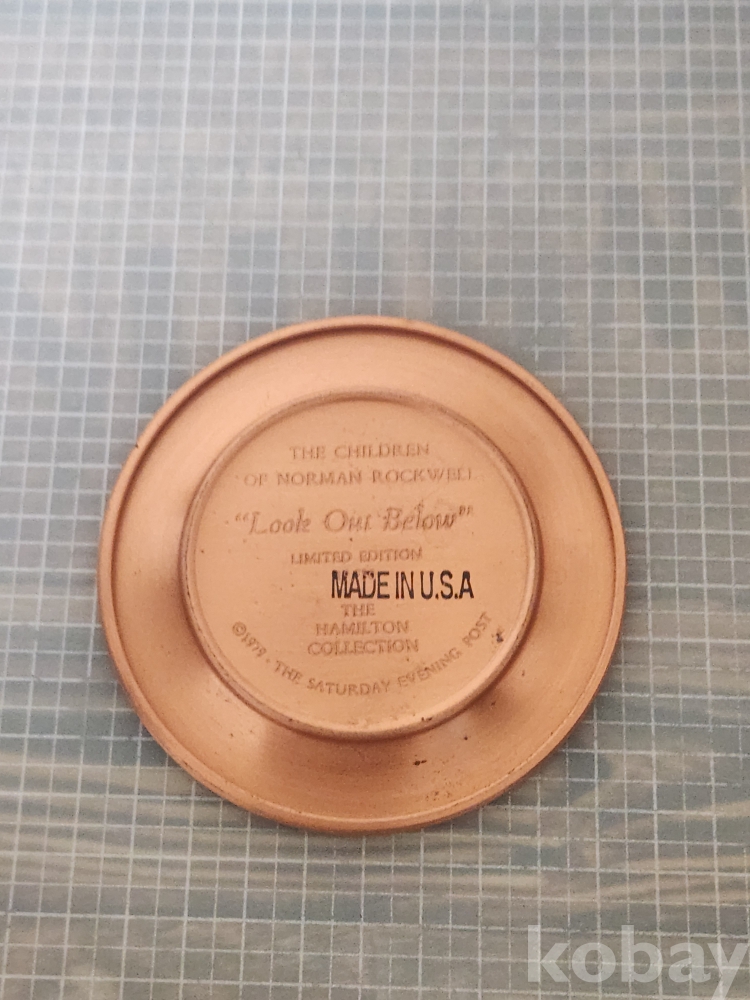 THE CHILDREN
OF NORMAN ROCKWELL
"Look Out Below"
LIMITED EDITION
MADE IN U.S.A
THE
HAMILTON
COLLECTION
©1979 · THE SATURDAY EVENING POST
kobay